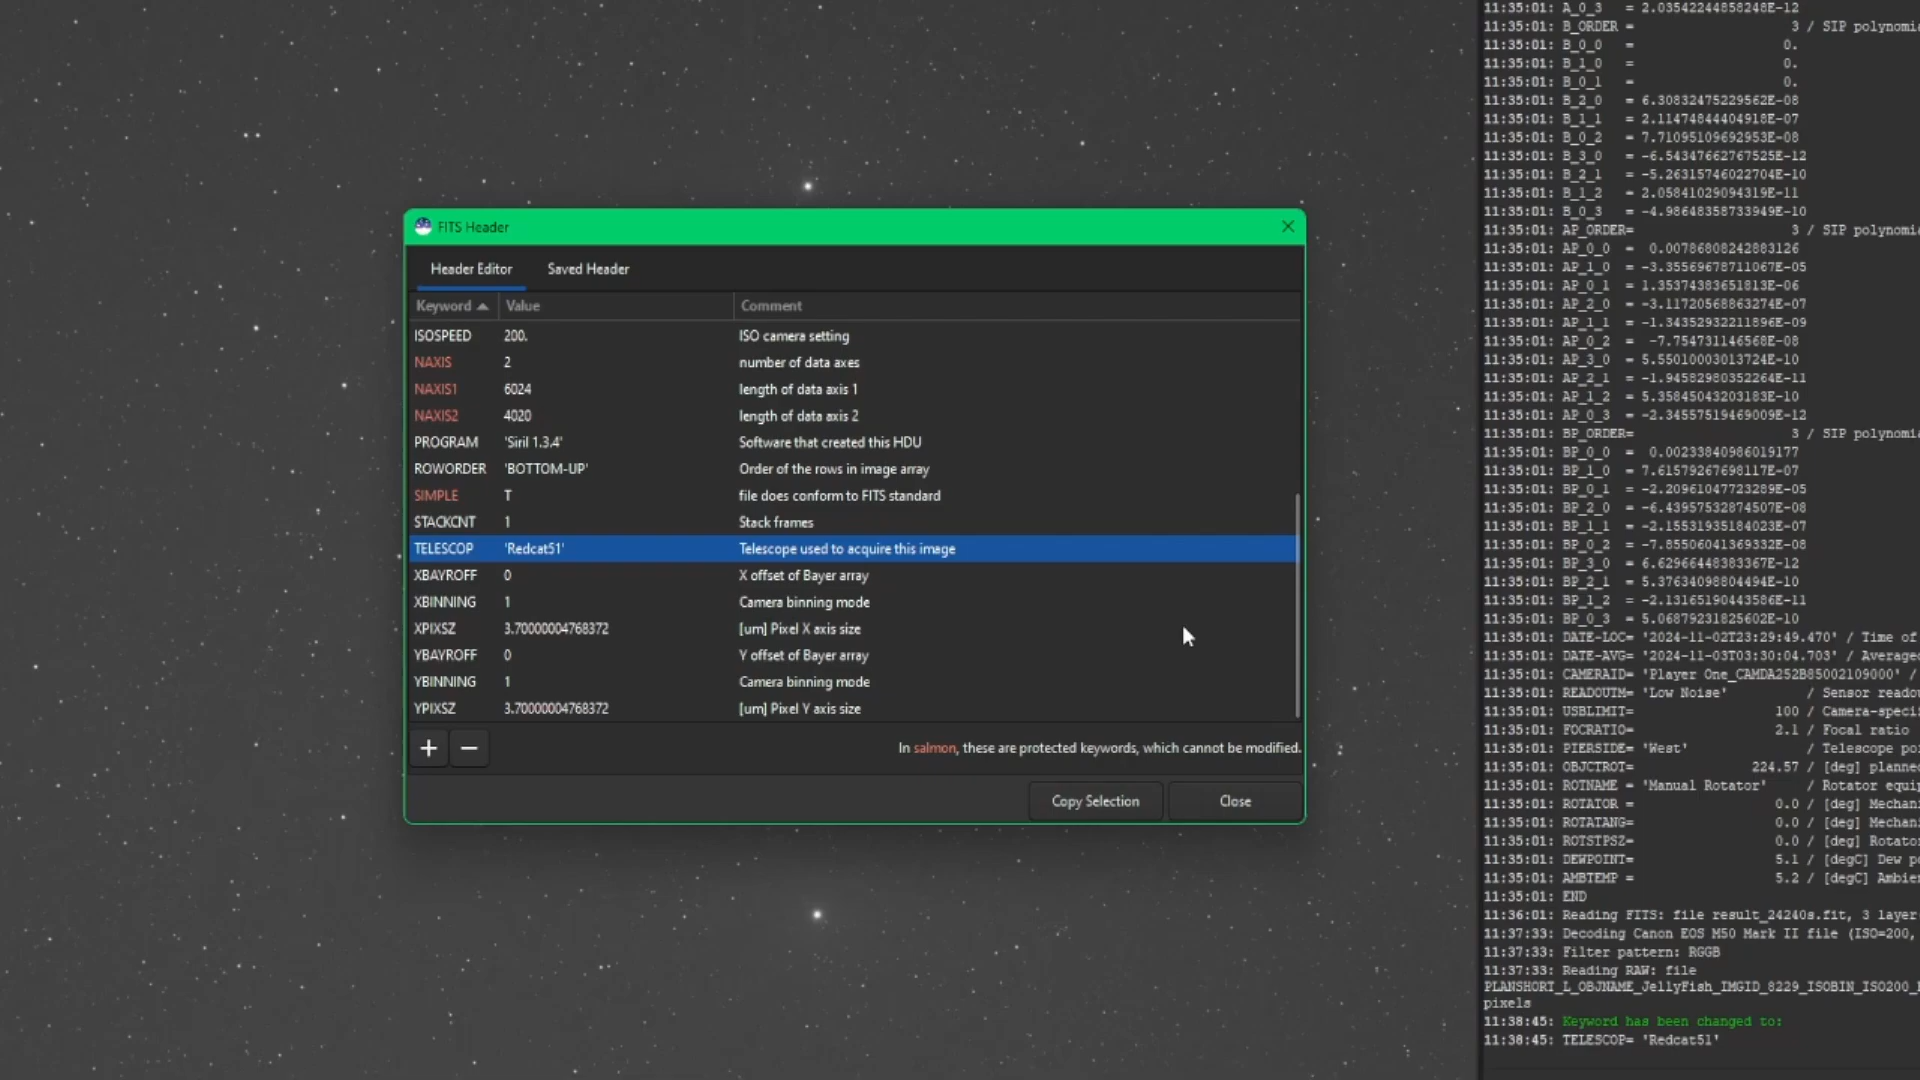 FITS Header
Header Editor Saved Header
Keyword Value Comment
ISOSPEED 200. ISO camera setting
NAXIS 2 number of data axes
NAXIS1 6024 length of data axis 1
NAXIS2 4020 length of data axis 2
PROGRAM 'Siril 1.3.4' Software that created this HDU
ROWORDER 'BOTTOM-UP' Order of the rows in image array
SIMPLE T file does conform to FITS standard
STACKCNT 1 Stack frames
TELESCOP 'Redcat51' Telescope used to acquire this image
XBAYROFF 0 X offset of Bayer array
XBINNING 1 Camera binning mode
XPIXSZ 3.70000004768372 [um] Pixel X axis size
YBAYROFF 0 Y offset of Bayer array
YBINNING 1 Camera binning mode
YPIXSZ 3.70000004768372 [um] Pixel Y axis size
+ − In salmon, these are protected keywords, which cannot be modified.
Copy Selection Close
11:35:01: A_0_3 = 2.03542244858248E-12
11:35:01: B_ORDER = 3 / SIP polynomia
11:35:01: B_0_0 = 0.
11:35:01: B_1_0 = 0.
11:35:01: B_0_1 = 0.
11:35:01: B_2_0 = 6.30832475229562E-08
11:35:01: B_1_1 = 2.11474844404918E-07
11:35:01: B_0_2 = 7.71095109692953E-08
11:35:01: B_3_0 = -6.54347662767525E-12
11:35:01: B_2_1 = -5.26315746022704E-10
11:35:01: B_1_2 = 2.05841029094319E-11
11:35:01: B_0_3 = -4.98648358733949E-10
11:35:01: AP_ORDER= 3 / SIP polynomia
11:35:01: AP_0_0 = 0.00786808242883126
11:35:01: AP_1_0 = -3.35569678711067E-05
11:35:01: AP_0_1 = 1.35374383651813E-06
11:35:01: AP_2_0 = -3.11720568863274E-07
11:35:01: AP_1_1 = -1.34352932211896E-09
11:35:01: AP_0_2 = -7.754731146568E-08
11:35:01: AP_3_0 = 5.55010003013724E-10
11:35:01: AP_2_1 = -1.94582980352264E-11
11:35:01: AP_1_2 = 5.35845043203183E-10
11:35:01: AP_0_3 = -2.34557519469009E-12
11:35:01: BP_ORDER= 3 / SIP polynomia
11:35:01: BP_0_0 = 0.00233840986019177
11:35:01: BP_1_0 = 7.61579267698117E-07
11:35:01: BP_0_1 = -2.20961047723289E-05
11:35:01: BP_2_0 = -6.43957532874507E-08
11:35:01: BP_1_1 = -2.15531935184023E-07
11:35:01: BP_0_2 = -7.85506041369332E-08
11:35:01: BP_3_0 = 6.62966448383367E-12
11:35:01: BP_2_1 = 5.37634098804494E-10
11:35:01: BP_1_2 = -2.13165190443586E-11
11:35:01: BP_0_3 = 5.06879231825602E-10
11:35:01: DATE-LOC= '2024-11-02T23:29:49.470' / Time of
11:35:01: DATE-AVG= '2024-11-03T03:30:04.703' / Average
11:35:01: CAMERAID= 'Player One_CAMDA252B85002109000' /
11:35:01: READOUTM= 'Low Noise' / Sensor readou
11:35:01: USBLIMIT= 100 / Camera-speci
11:35:01: FOCRATIO= 2.1 / Focal ratio
11:35:01: PIERSIDE= 'West' / Telescope po
11:35:01: OBJCTROT= 224.57 / [deg] planne
11:35:01: ROTNAME = 'Manual Rotator' / Rotator equip
11:35:01: ROTATOR = 0.0 / [deg] Mechani
11:35:01: ROTATANG= 0.0 / [deg] Mechani
11:35:01: ROTSTPSZ= 0.0 / [deg] Rotato
11:35:01: DEWPOINT= 5.1 / [degC] Dew po
11:35:01: AMBTEMP = 5.2 / [degC] Ambien
11:35:01: END
11:36:01: Reading FITS: file result_24240s.fit, 3 layer
11:37:33: Decoding Canon EOS M50 Mark II file (ISO=200,
11:37:33: Filter pattern: RGGB
11:37:33: Reading RAW: file
PLANSHORT_L_OBJNAME_JellyFish_IMGID_8229_ISOBIN_ISO200_
pixels
11:38:45: Keyword has been changed to:
11:38:45: TELESCOP= 'Redcat51'